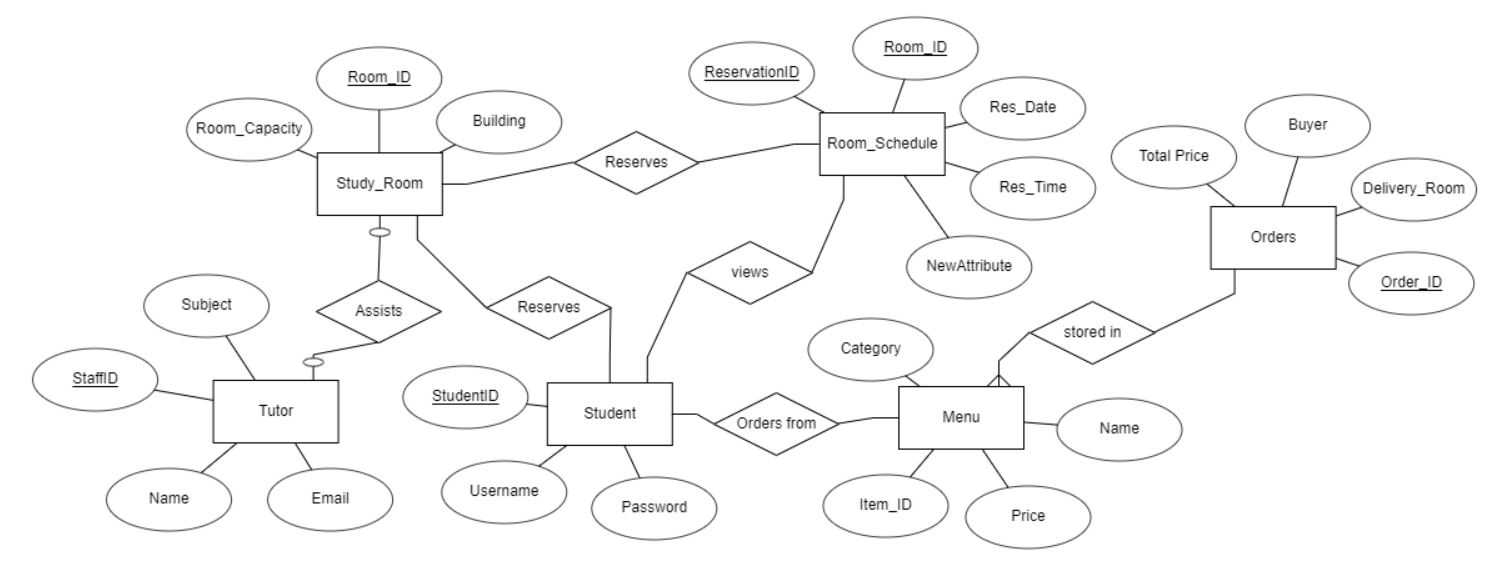 Room_ID
Room_Capacity
Building
Study_Room
Reserves
ReservationID
Room_ID
Res_Date
Room_Schedule
Res_Time
NewAttribute
Total Price
Buyer
Delivery_Room
Orders
Order_ID
views
Subject
Assists
Reserves
stored in
StaffID
Tutor
Name
Email
StudentID
Student
Username
Password
Orders from
Category
Menu
Name
Item_ID
Price